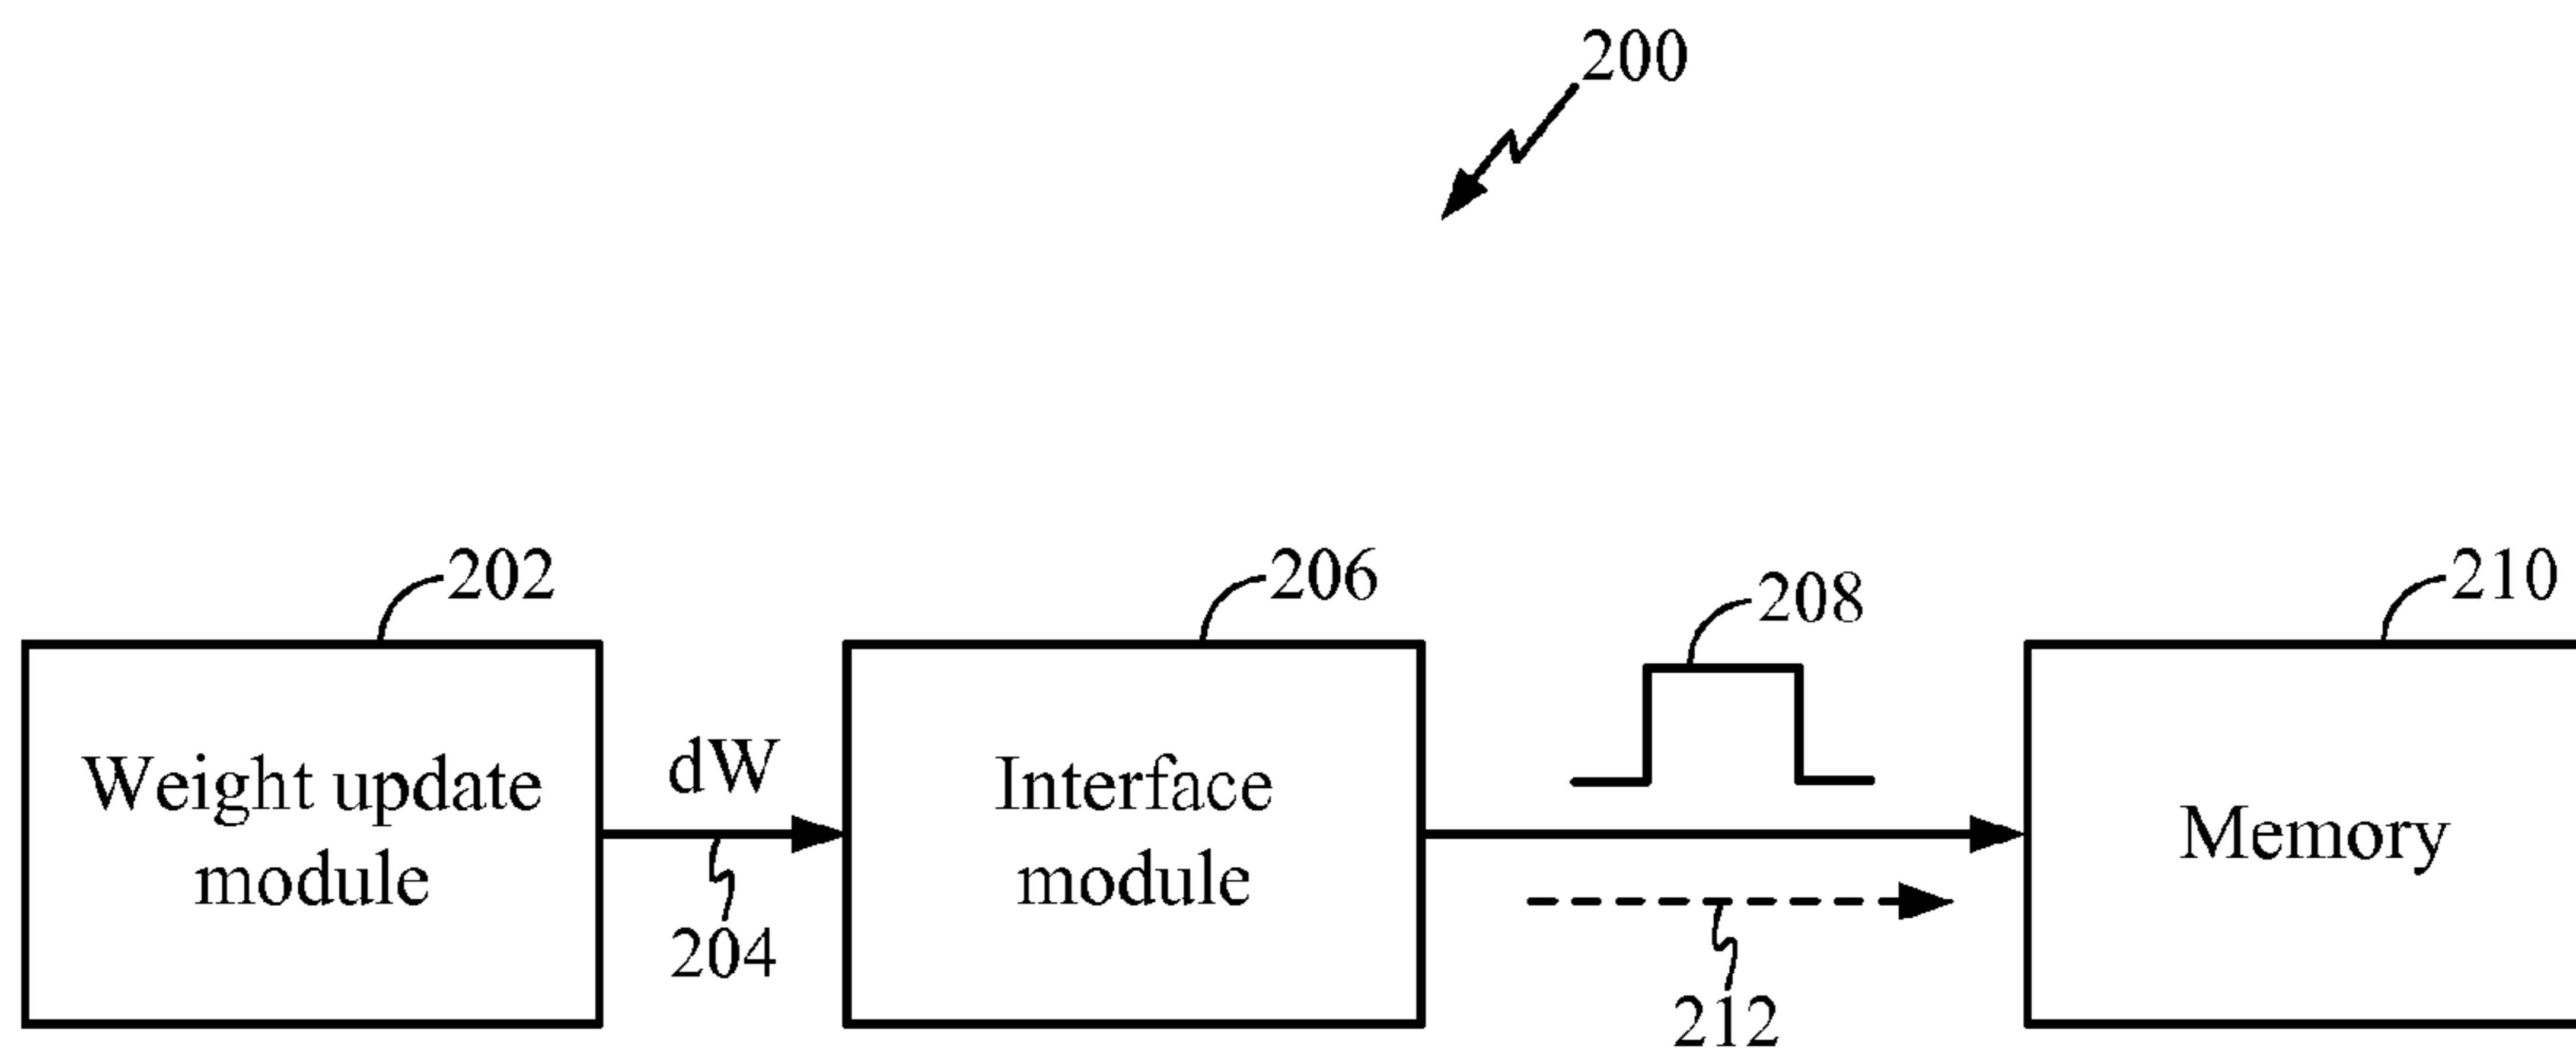 200
202
206
208
210
Weight update
module
dW
204
Interface
module
212
Memory